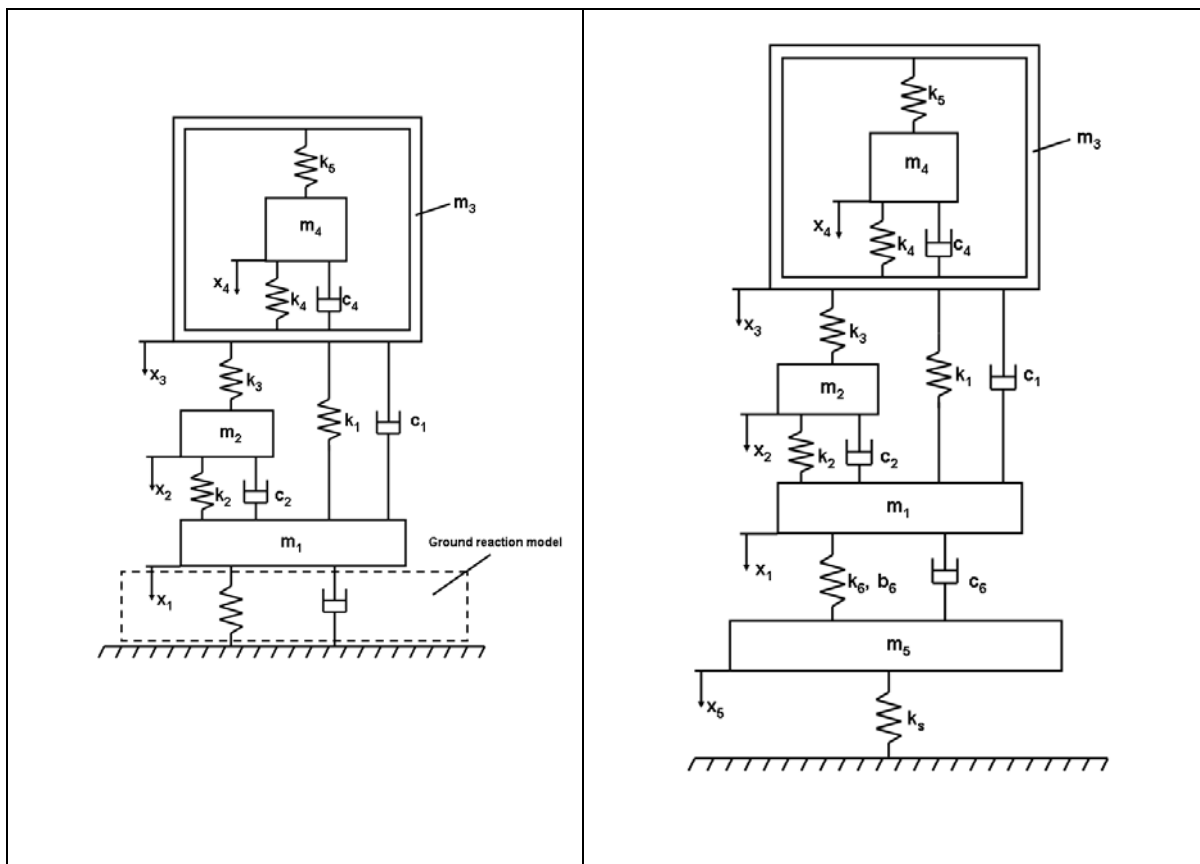 k₅
m₃
m₄
x₄
k₄
c₄
x₃
k₃
k₁
c₁
m₂
x₂
k₂
c₂
m₁
Ground reaction model
x₁
k₅
m₃
m₄
x₄
k₄
c₄
x₃
k₃
k₁
c₁
m₂
x₂
k₂
c₂
m₁
x₁
k₆, b₆
c₆
m₅
x₅
kₛ